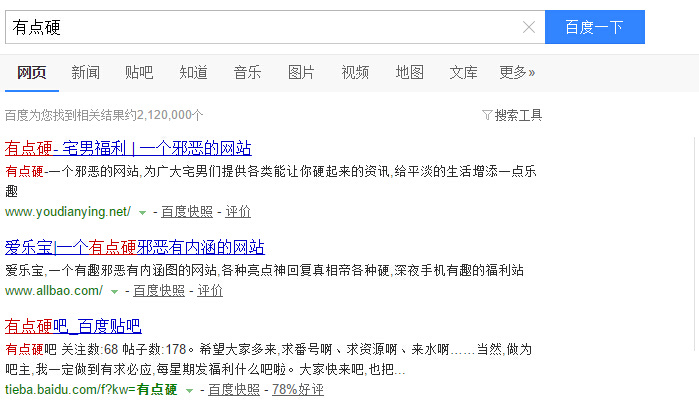 有点硬
百度一下
网页 新闻 贴吧 知道 音乐 图片 视频 地图 文库 更多»
百度为您找到相关结果约2,120,000个 搜索工具
有点硬- 宅男福利 | 一个邪恶的网站
有点硬-一个邪恶的网站,为广大宅男们提供各类能让你硬起来的资讯,给平淡的生活增添一点乐
趣
www.youdianying.net/ - 百度快照 - 评价
爱乐宝|一个有点硬邪恶有内涵的网站
爱乐宝,一个有趣邪恶有内涵图的网站,各种亮点神回复真相帝各种硬,深夜手机有趣的福利站
www.allbao.com/ - 百度快照 - 评价
有点硬吧_百度贴吧
有点硬吧 关注数:68 帖子数:178。希望大家多来,求番号啊、求资源啊、来水啊……当然,做为
吧主,我一定做到有求必应,每星期发福利什么吧啦。大家快来吧,也把...
tieba.baidu.com/f?kw=有点硬 - 百度快照 - 78%好评